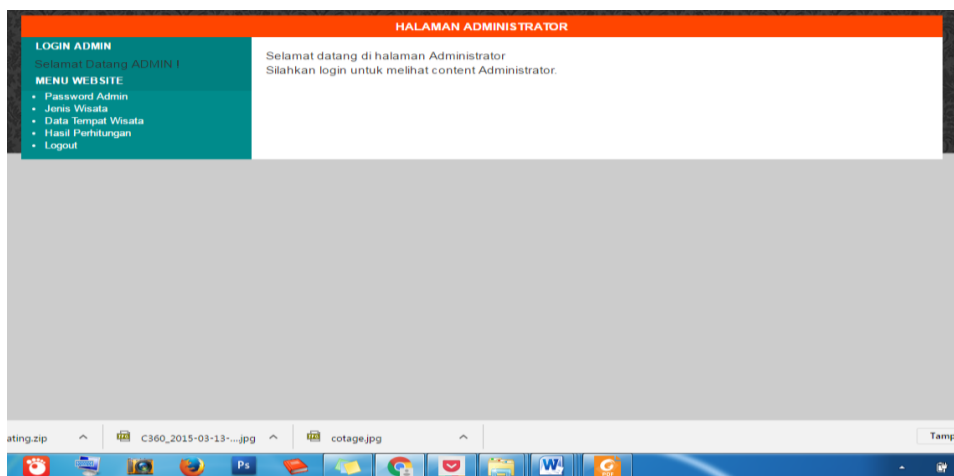 HALAMAN ADMINISTRATOR
LOGIN ADMIN
Selamat Datang ADMIN !
MENU WEBSITE
• Password Admin
• Jenis Wisata
• Data Tempat Wisata
• Hasil Perhitungan
• Logout
Selamat datang di halaman Administrator
Silahkan login untuk melihat content Administrator.
ating.zip
C360_2015-03-13-....jpg
cotage.jpg
Tamp
Ps
W
PDF